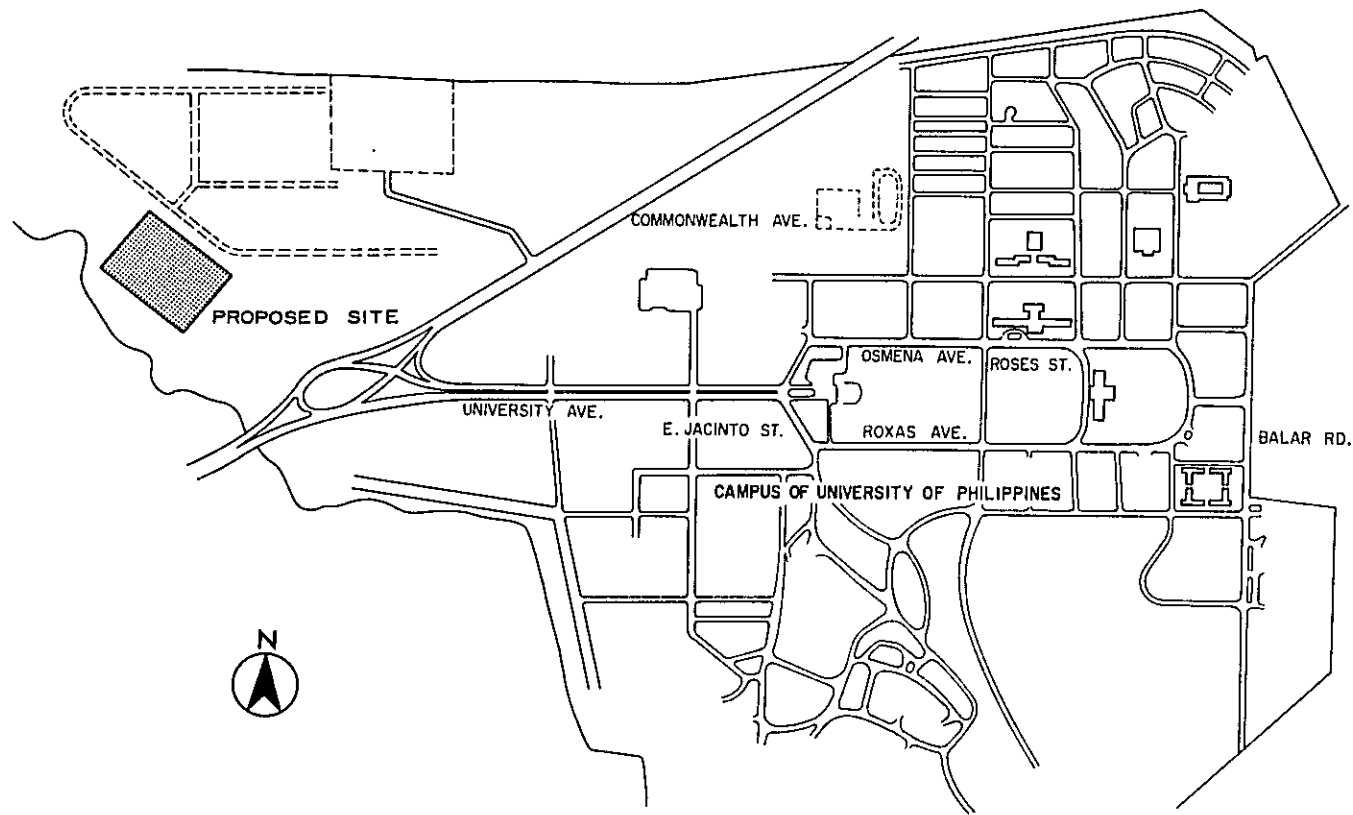 COMMONWEALTH AVE.
PROPOSED SITE
OSMENA AVE.
ROSES ST.
UNIVERSITY AVE.
E. JACINTO ST.
ROXAS AVE.
BALAR RD.
CAMPUS OF UNIVERSITY OF PHILIPPINES
N